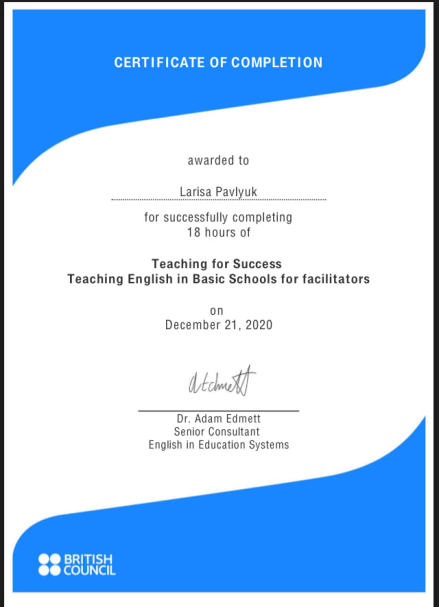 CERTIFICATE OF COMPLETION
awarded to
Larisa Pavlyuk
for successfully completing
18 hours of
Teaching for Success
Teaching English in Basic Schools for facilitators
on
December 21, 2020
Dr. Adam Edmett
Senior Consultant
English in Education Systems
BRITISH
COUNCIL